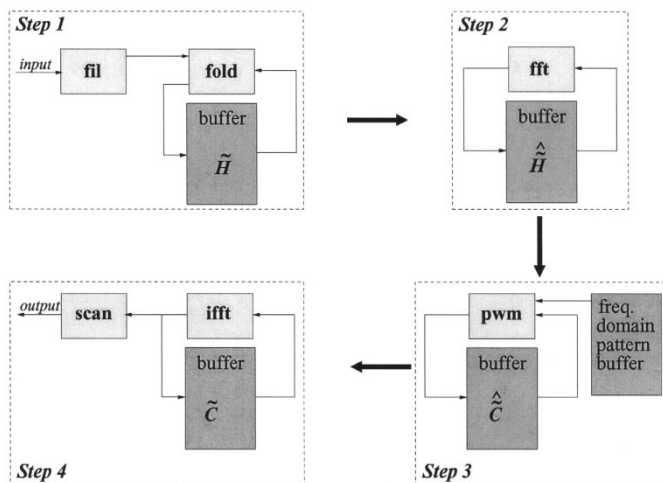 Step 1
input
fil
fold
buffer
H̃
Step 2
fft
buffer
H̃̂
output
scan
ifft
buffer
C̃
Step 4
pwm
buffer
C̃̂
freq.
domain
pattern
buffer
Step 3